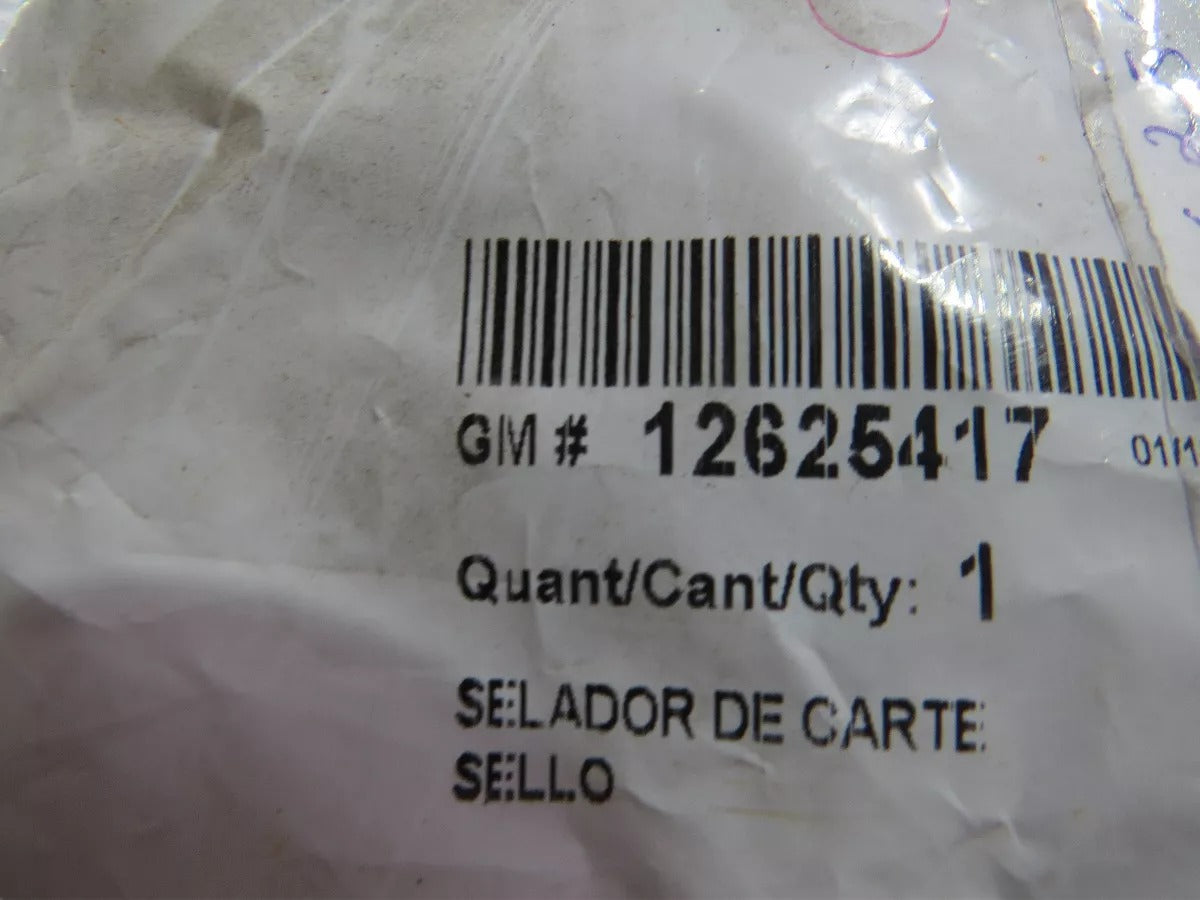 GM # 12625417 01/1
Quant/Cant/Qty: 1
SELADOR DE CARTE
SELLO